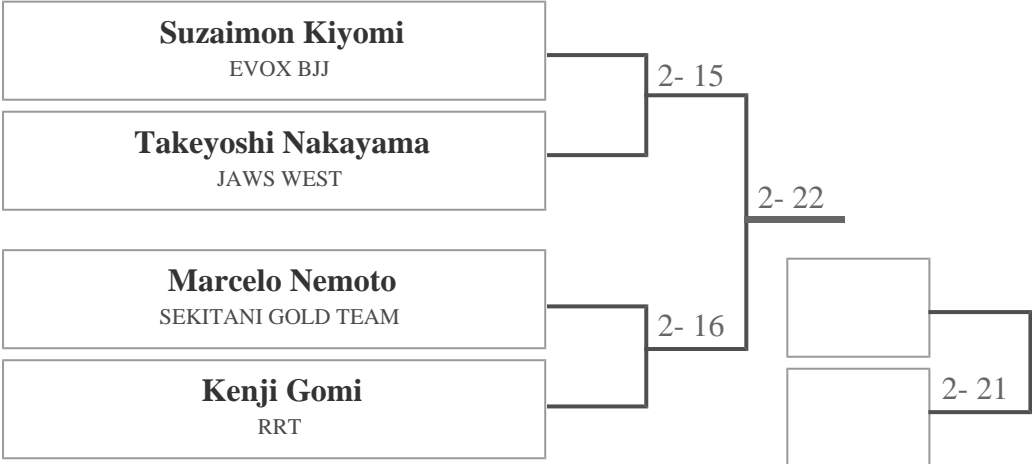 Suzaimon Kiyomi
EVOX BJJ
2- 15
Takeyoshi Nakayama
JAWS WEST
2- 22
Marcelo Nemoto
SEKITANI GOLD TEAM
2- 16
Kenji Gomi
RRT
2- 21